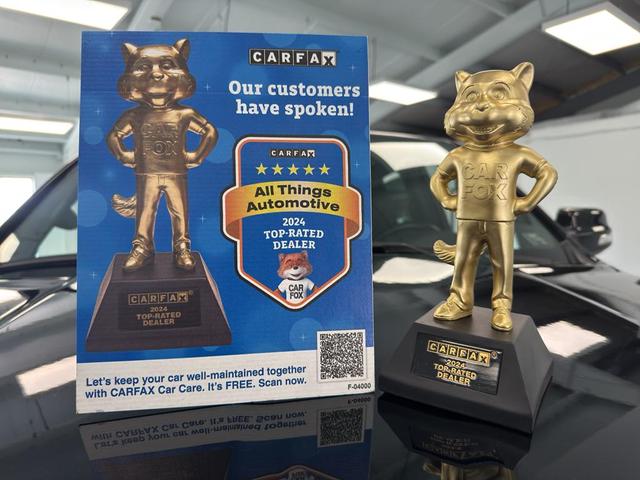 CARFAX
Our customers
have spoken!
CAR
FOX
CARFAX
All Things
Automotive
2024
TOP-RATED
DEALER
CAR
FOX
CARFAX
2024
TOP-RATED
DEALER
Let's keep your car well-maintained together
with CARFAX Car Care. It's FREE. Scan now.
F-04000
CAR
FOX
CARFAX
2024
TOP-RATED
DEALER